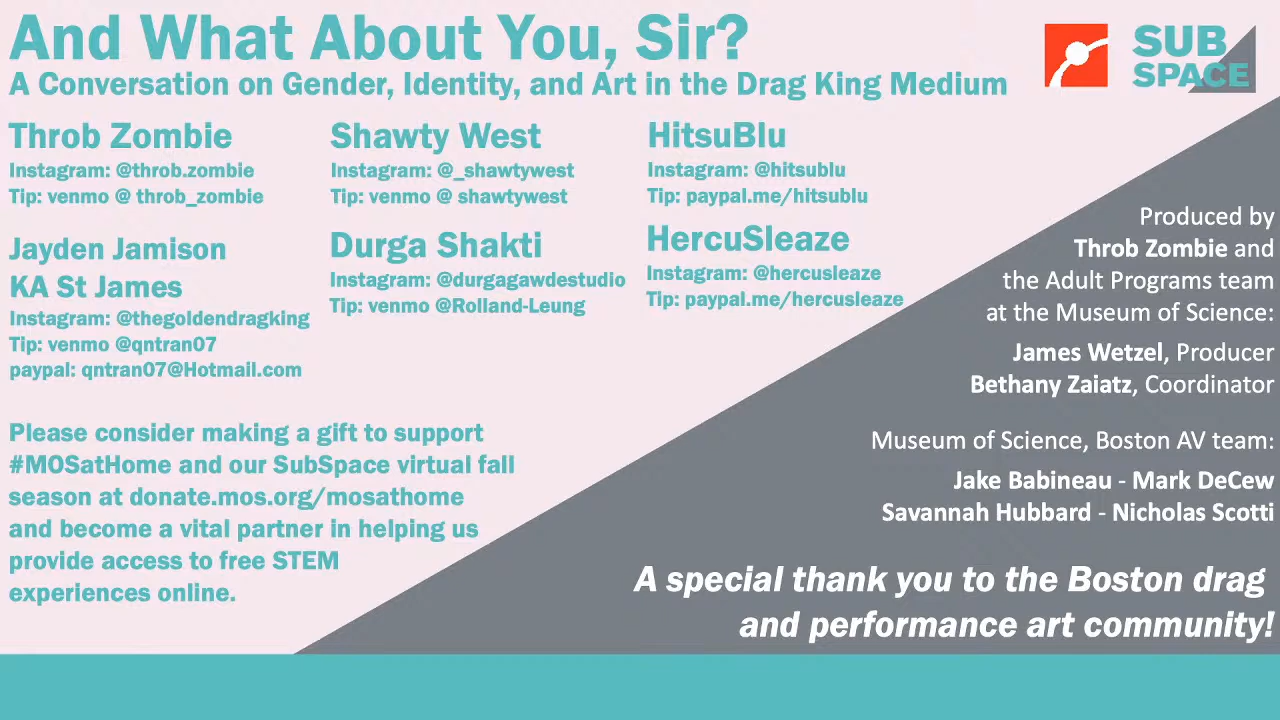 And What About You, Sir?
A Conversation on Gender, Identity, and Art in the Drag King Medium
SUB
SPACE
Throb Zombie
Instagram: @throb.zombie
Tip: venmo @ throb_zombie
Shawty West
Instagram: @_shawtywest
Tip: venmo @ shawtywest
HitsuBlu
Instagram: @hitsublu
Tip: paypal.me/hitsublu
Jayden Jamison
KA St James
Instagram: @thegoldendragking
Tip: venmo @qntran07
paypal: qntran07@Hotmail.com
Durga Shakti
Instagram: @durgagawdestudio
Tip: venmo @Rolland-Leung
HercuSleaze
Instagram: @hercusleaze
Tip: paypal.me/hercusleaze
Please consider making a gift to support
#MOSatHome and our SubSpace virtual fall
season at donate.mos.org/mosathome
and become a vital partner in helping us
provide access to free STEM
experiences online.
Produced by
Throb Zombie and
the Adult Programs team
at the Museum of Science:
James Wetzel, Producer
Bethany Zaiatz, Coordinator
Museum of Science, Boston AV team:
Jake Babineau - Mark DeCew
Savannah Hubbard - Nicholas Scotti
A special thank you to the Boston drag
and performance art community!